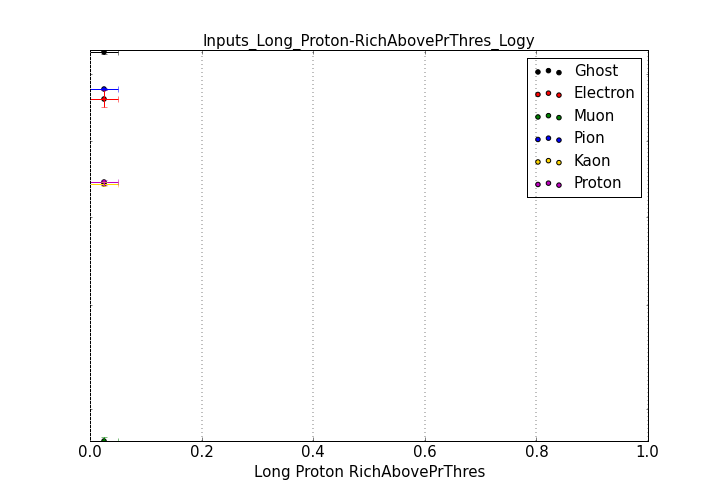 Inputs_Long_Proton-RichAbovePrThres_Logy
Ghost
Electron
Muon
Pion
Kaon
Proton
0.0 0.2 0.4 0.6 0.8 1.0
Long Proton RichAbovePrThres